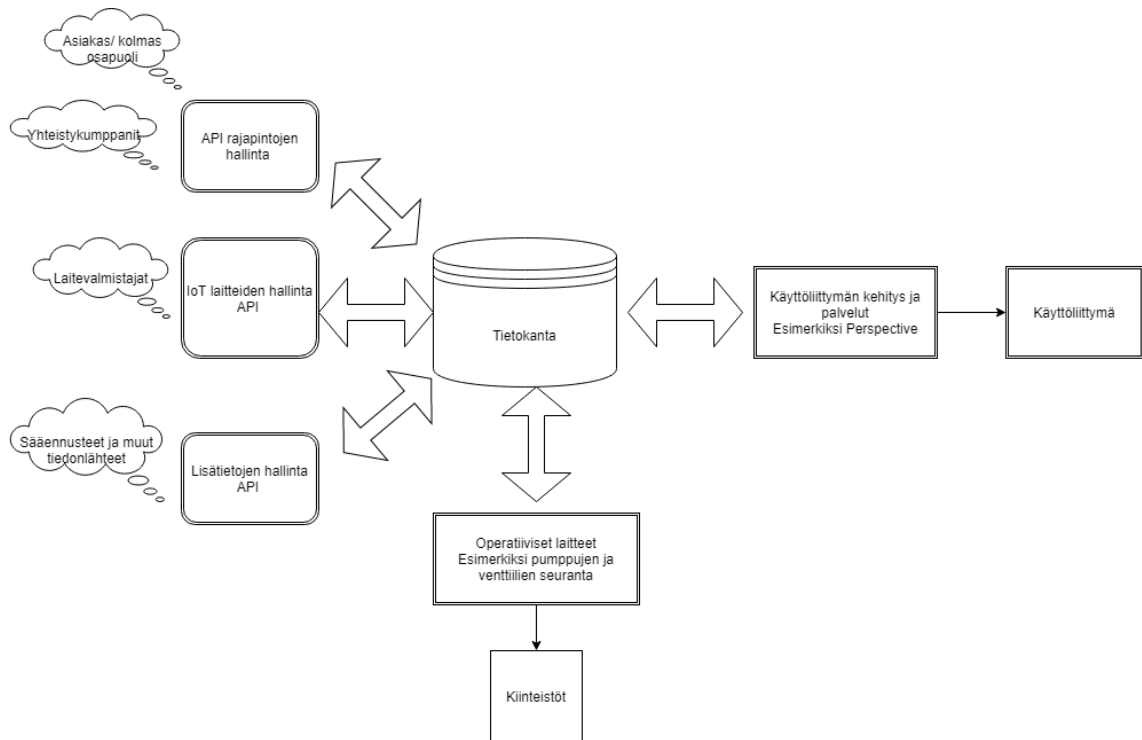 Asiakas/ kolmas
osapuoli
Yhteistykumppanit
API rajapintojen
hallinta
Laitevalmistajat
IoT laitteiden hallinta
API
Tietokanta
Käyttöliittymän kehitys ja
palvelut
Esimerkiksi Perspective
Käyttöliittymä
Sääennusteet ja muut
tiedonlähteet
Lisätietojen hallinta
API
Operatiiviset laitteet
Esimerkiksi pumppujen ja
venttiilien seuranta
Kiinteistöt